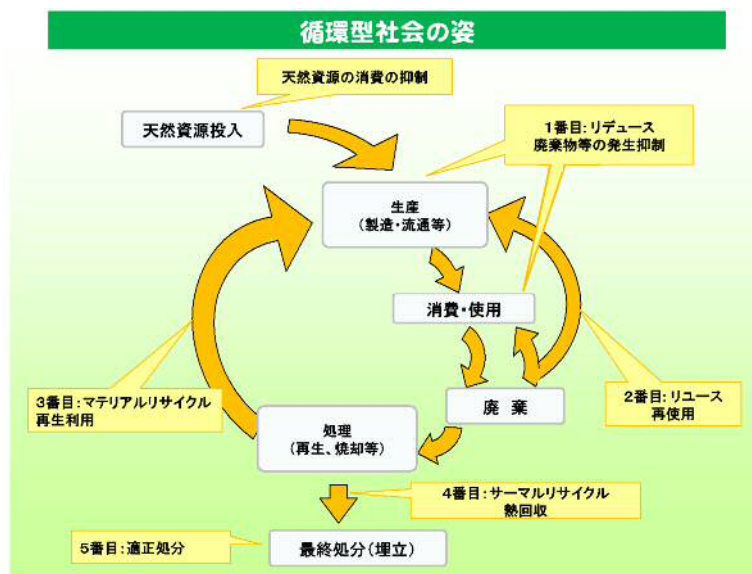 循環型社会の姿
天然資源の消費の抑制
天然資源投入
1番目:リデュース
廃棄物等の発生抑制
生産
(製造・流通等)
消費・使用
3番目:マテリアルリサイクル
再生利用
2番目:リユース
再使用
廃 棄
処理
(再生、焼却等)
4番目:サーマルリサイクル
熱回収
5番目:適正処分
最終処分(埋立)